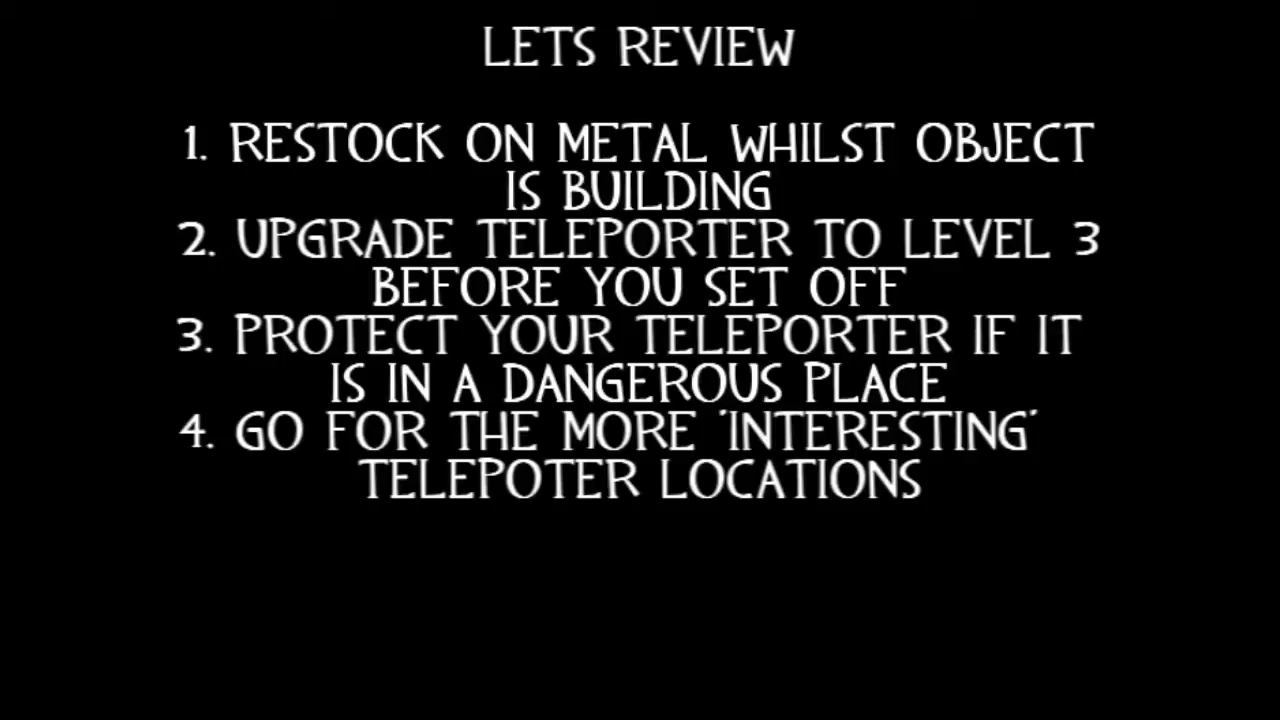 LETS REVIEW
1. RESTOCK ON METAL WHILST OBJECT
IS BUILDING
2. UPGRADE TELEPORTER TO LEVEL 3
BEFORE YOU SET OFF
3. PROTECT YOUR TELEPORTER IF IT
IS IN A DANGEROUS PLACE
4. GO FOR THE MORE 'INTERESTING'
TELEPOTER LOCATIONS